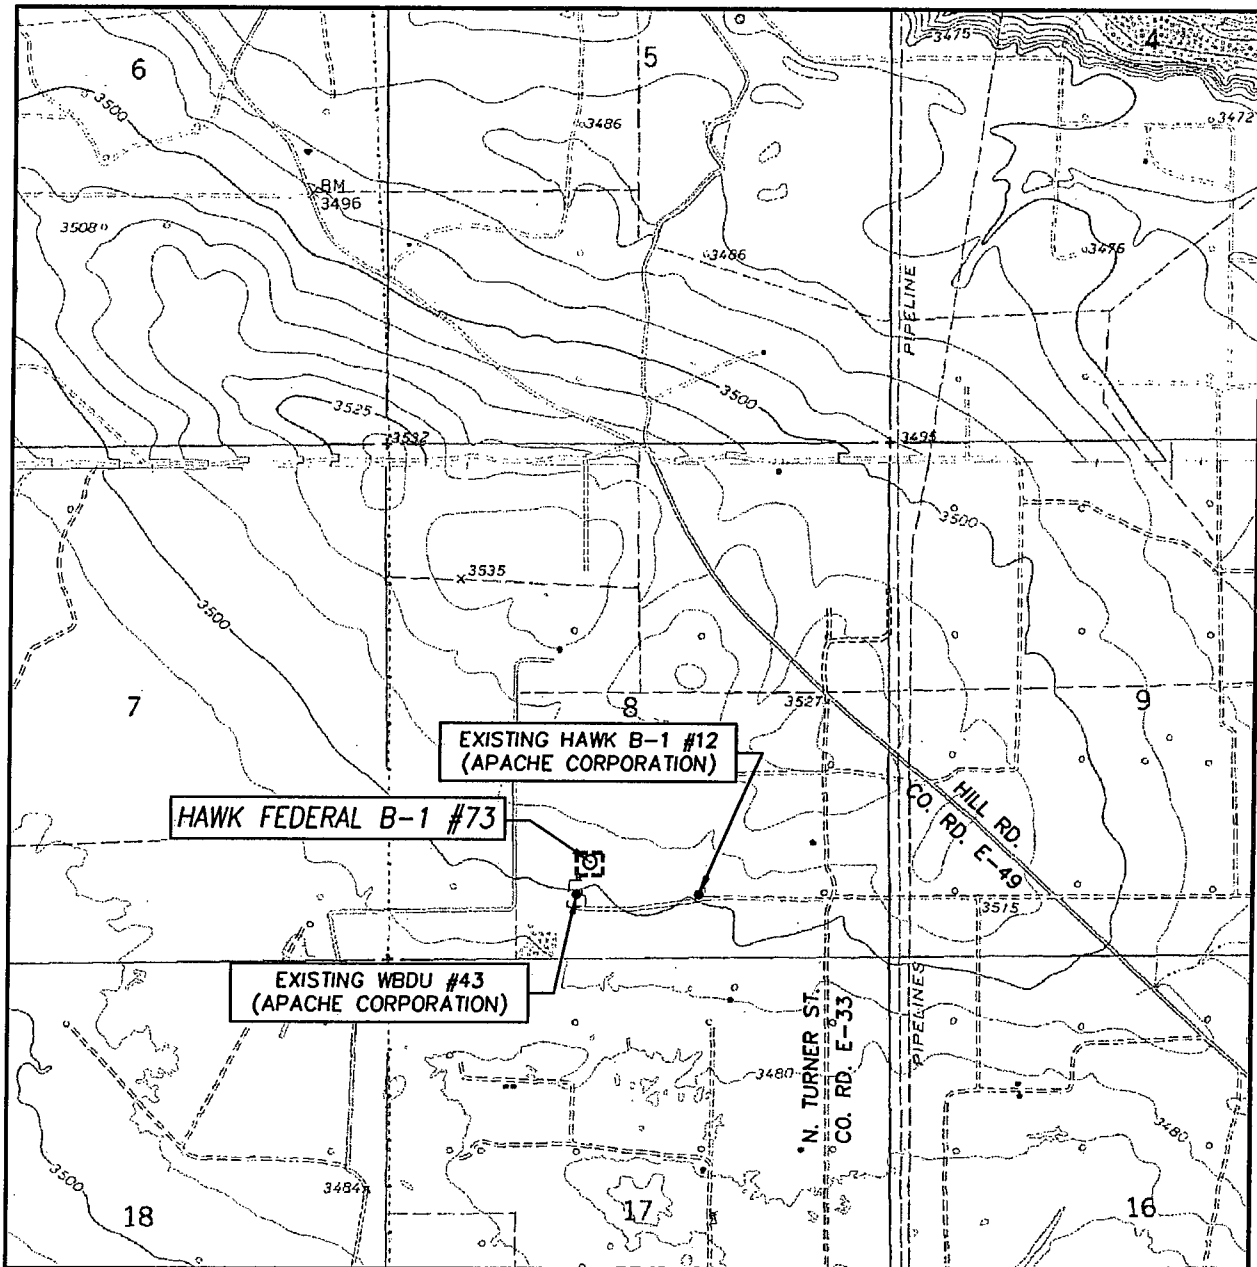 6
5
4
3475
3500
3486
3472
BM
3496
3508
3486
3476
PIPELINE
3500
3525
3532
3495
3500
3535
3500
7
8
9
3527
EXISTING HAWK B-1 #12
(APACHE CORPORATION)
HILL RD.
CO. RD. E-49
HAWK FEDERAL B-1 #73
3515
EXISTING WBDU #43
(APACHE CORPORATION)
N. TURNER ST.
CO. RD. E-33
PIPELINES
3480
3480
3500
3484
18
17
16